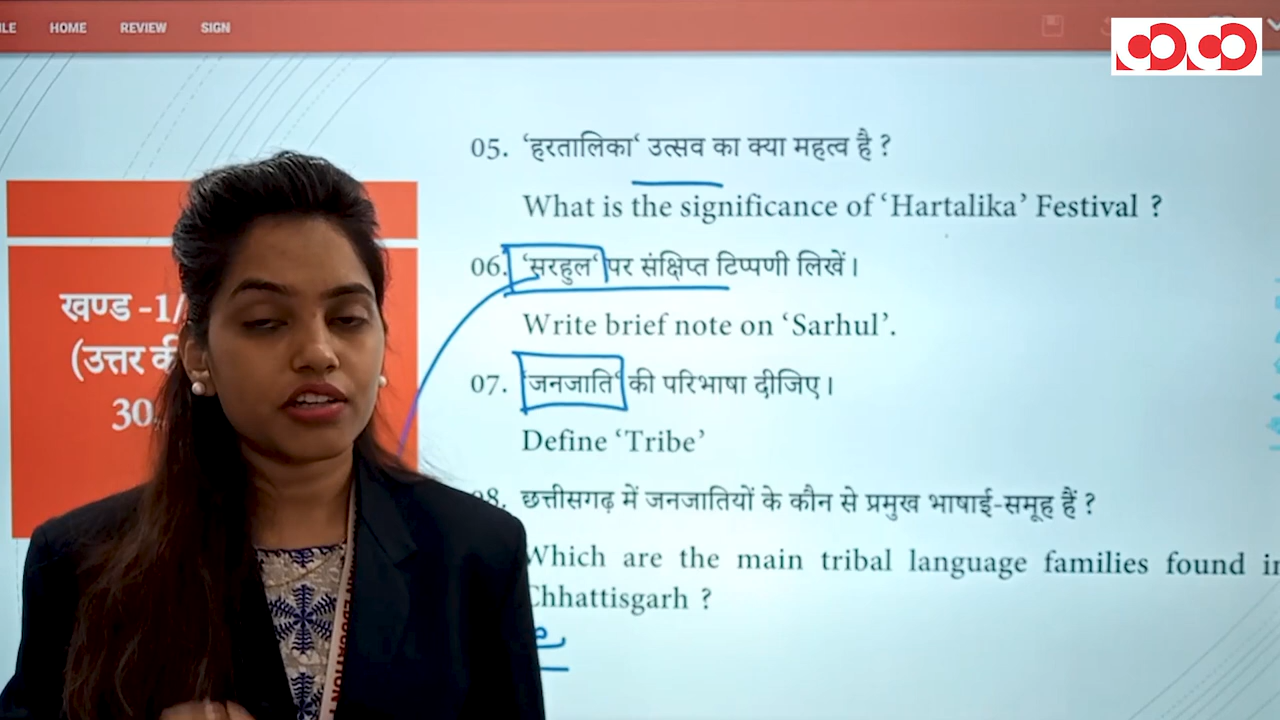 HOME REVIEW SIGN
05. ‘हरतालिका‘ उत्सव का क्या महत्व है ?
What is the significance of ‘Hartalika’ Festival ?
06. ‘सरहुल‘ पर संक्षिप्त टिप्पणी लिखें ।
Write brief note on ‘Sarhul’.
07. ‘जनजाति‘ की परिभाषा दीजिए ।
Define ‘Tribe’
08. छत्तीसगढ़ में जनजातियों के कौन से प्रमुख भाषाई-समूह हैं ?
Which are the main tribal language families found in
Chhattisgarh ?
खण्ड -1/
(उत्तर
30